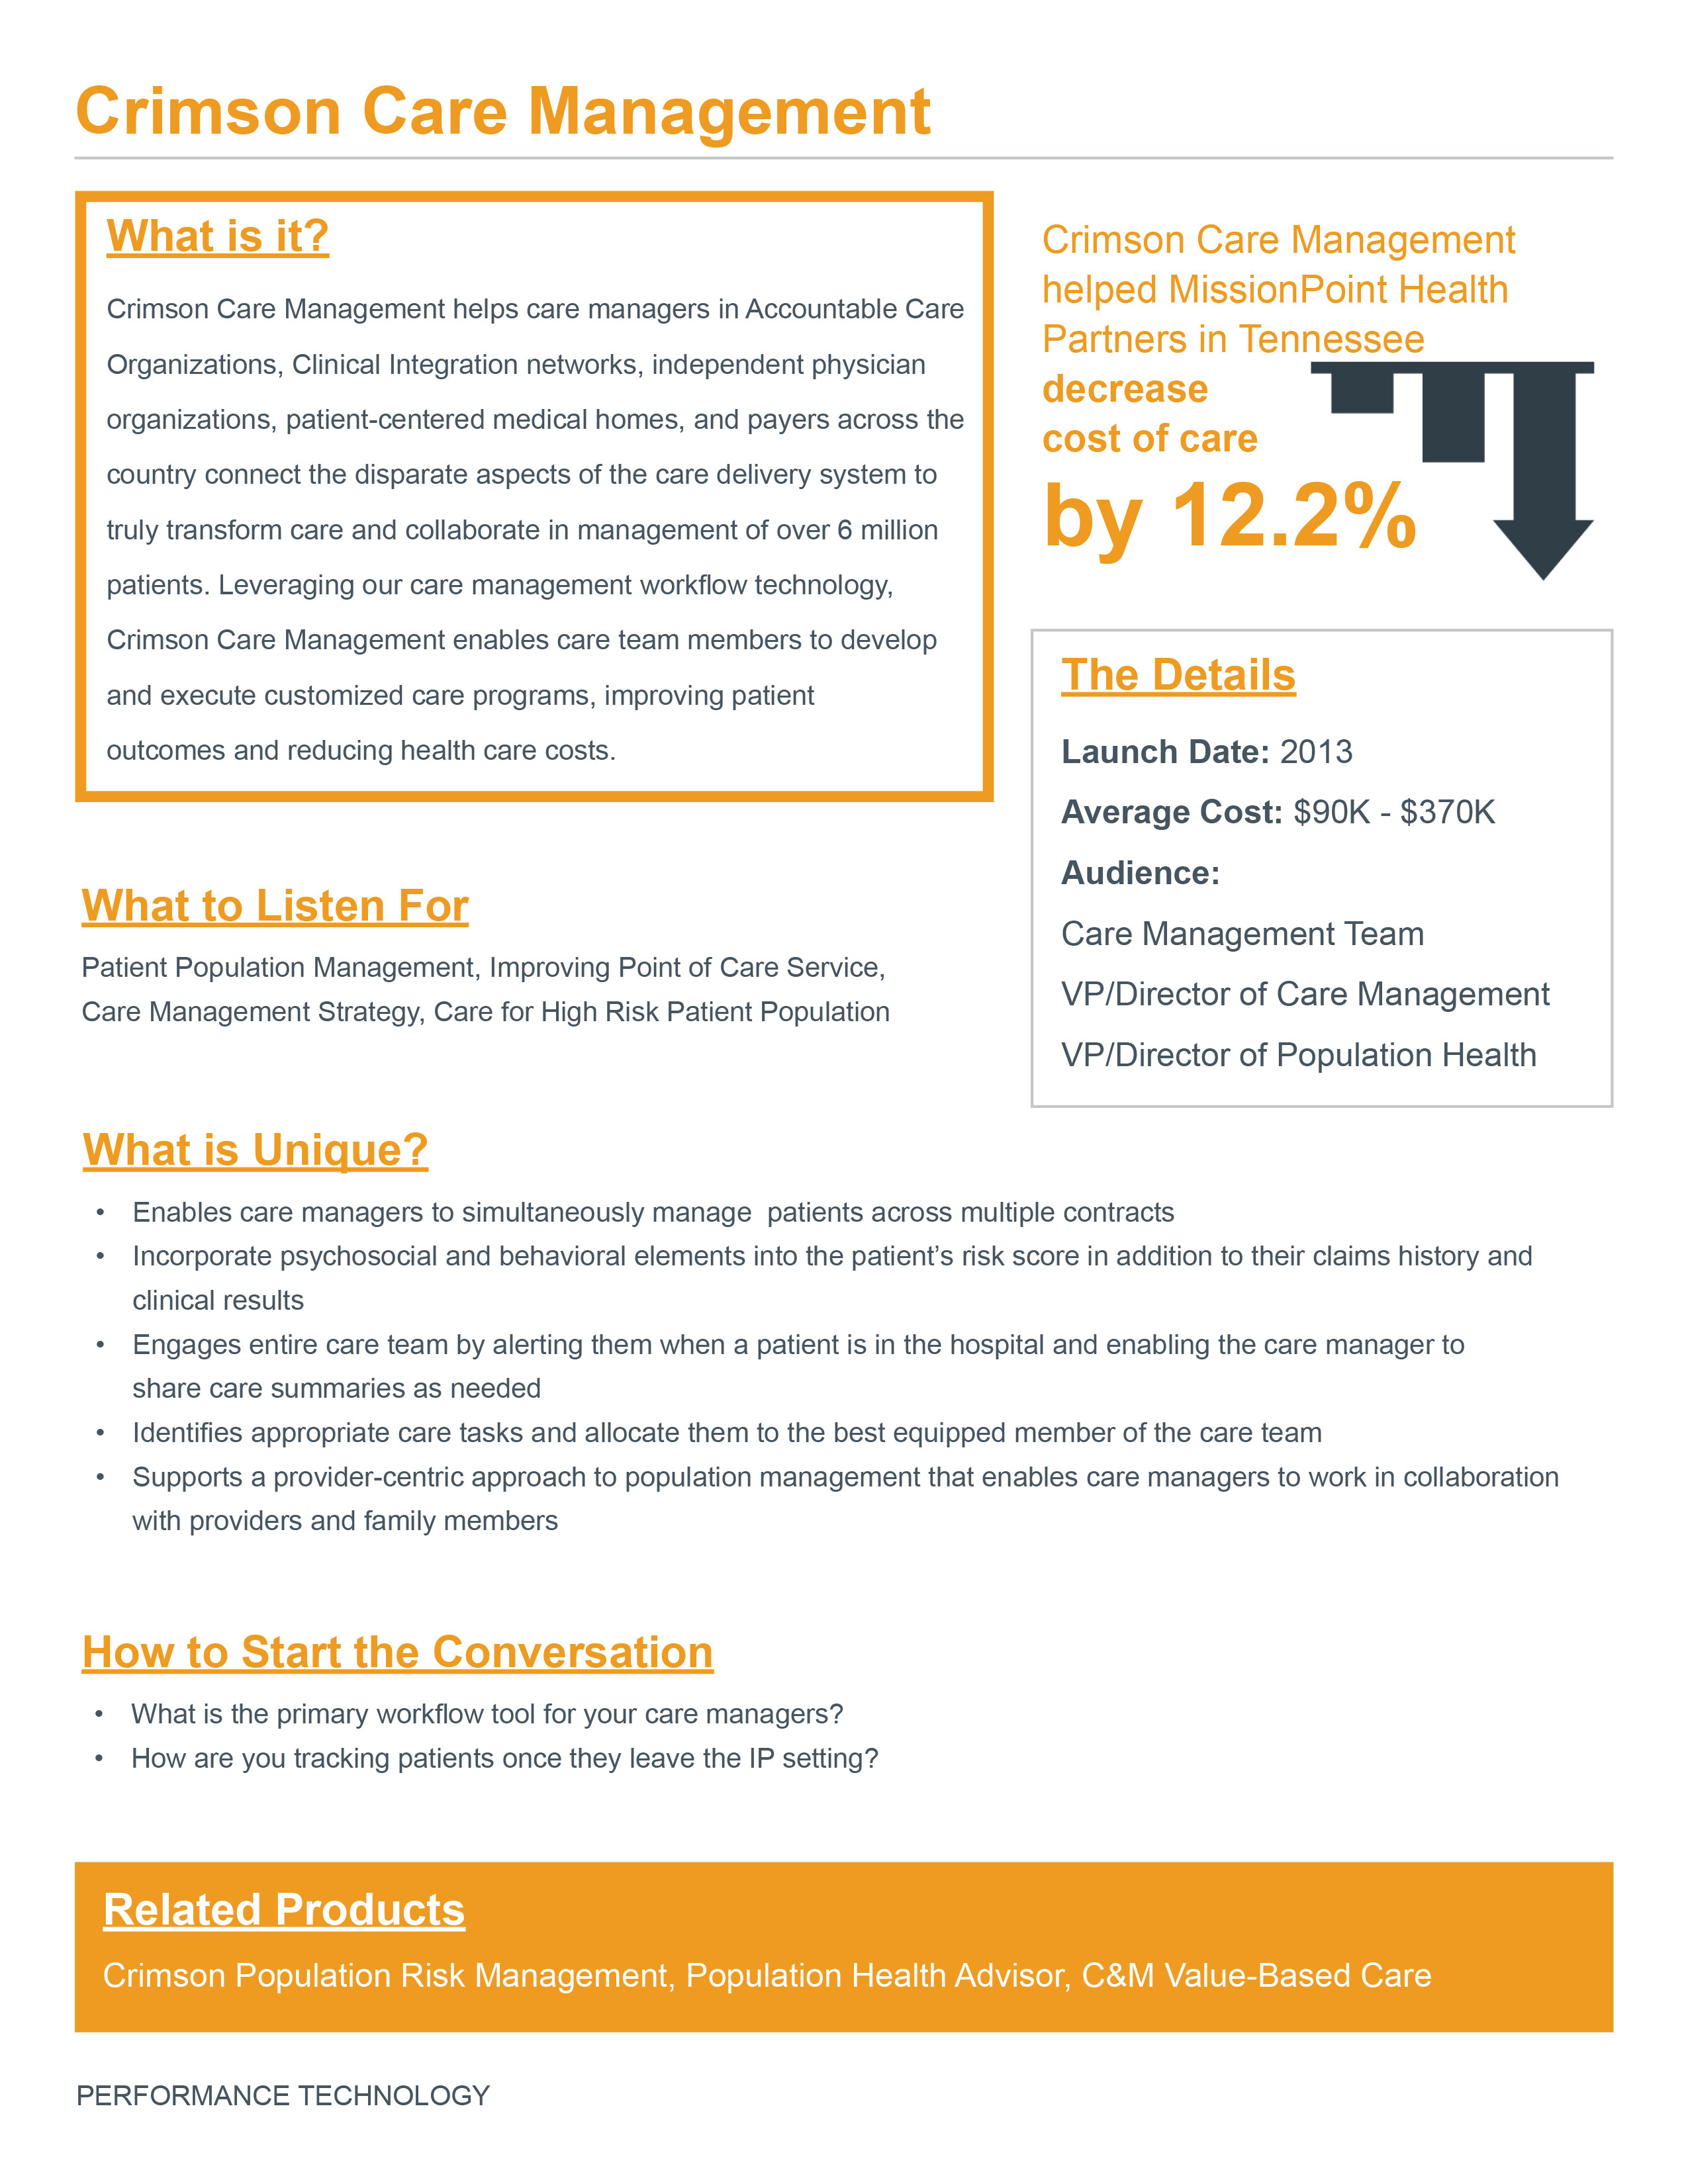 Crimson Care Management
What is it?
Crimson Care Management helps care managers in Accountable Care
Organizations, Clinical Integration networks, independent physician
organizations, patient-centered medical homes, and payers across the
country connect the disparate aspects of the care delivery system to
truly transform care and collaborate in management of over 6 million
patients. Leveraging our care management workflow technology,
Crimson Care Management enables care team members to develop
and execute customized care programs, improving patient
outcomes and reducing health care costs.
Crimson Care Management
helped MissionPoint Health
Partners in Tennessee
decrease
cost of care
by 12.2%
The Details
Launch Date: 2013
Average Cost: $90K - $370K
Audience:
Care Management Team
VP/Director of Care Management
VP/Director of Population Health
What to Listen For
Patient Population Management, Improving Point of Care Service,
Care Management Strategy, Care for High Risk Patient Population
What is Unique?
• Enables care managers to simultaneously manage  patients across multiple contracts
• Incorporate psychosocial and behavioral elements into the patient’s risk score in addition to their claims history and
clinical results
• Engages entire care team by alerting them when a patient is in the hospital and enabling the care manager to
share care summaries as needed
• Identifies appropriate care tasks and allocate them to the best equipped member of the care team
• Supports a provider-centric approach to population management that enables care managers to work in collaboration
with providers and family members
How to Start the Conversation
• What is the primary workflow tool for your care managers?
• How are you tracking patients once they leave the IP setting?
Related Products
Crimson Population Risk Management, Population Health Advisor, C&M Value-Based Care
PERFORMANCE TECHNOLOGY